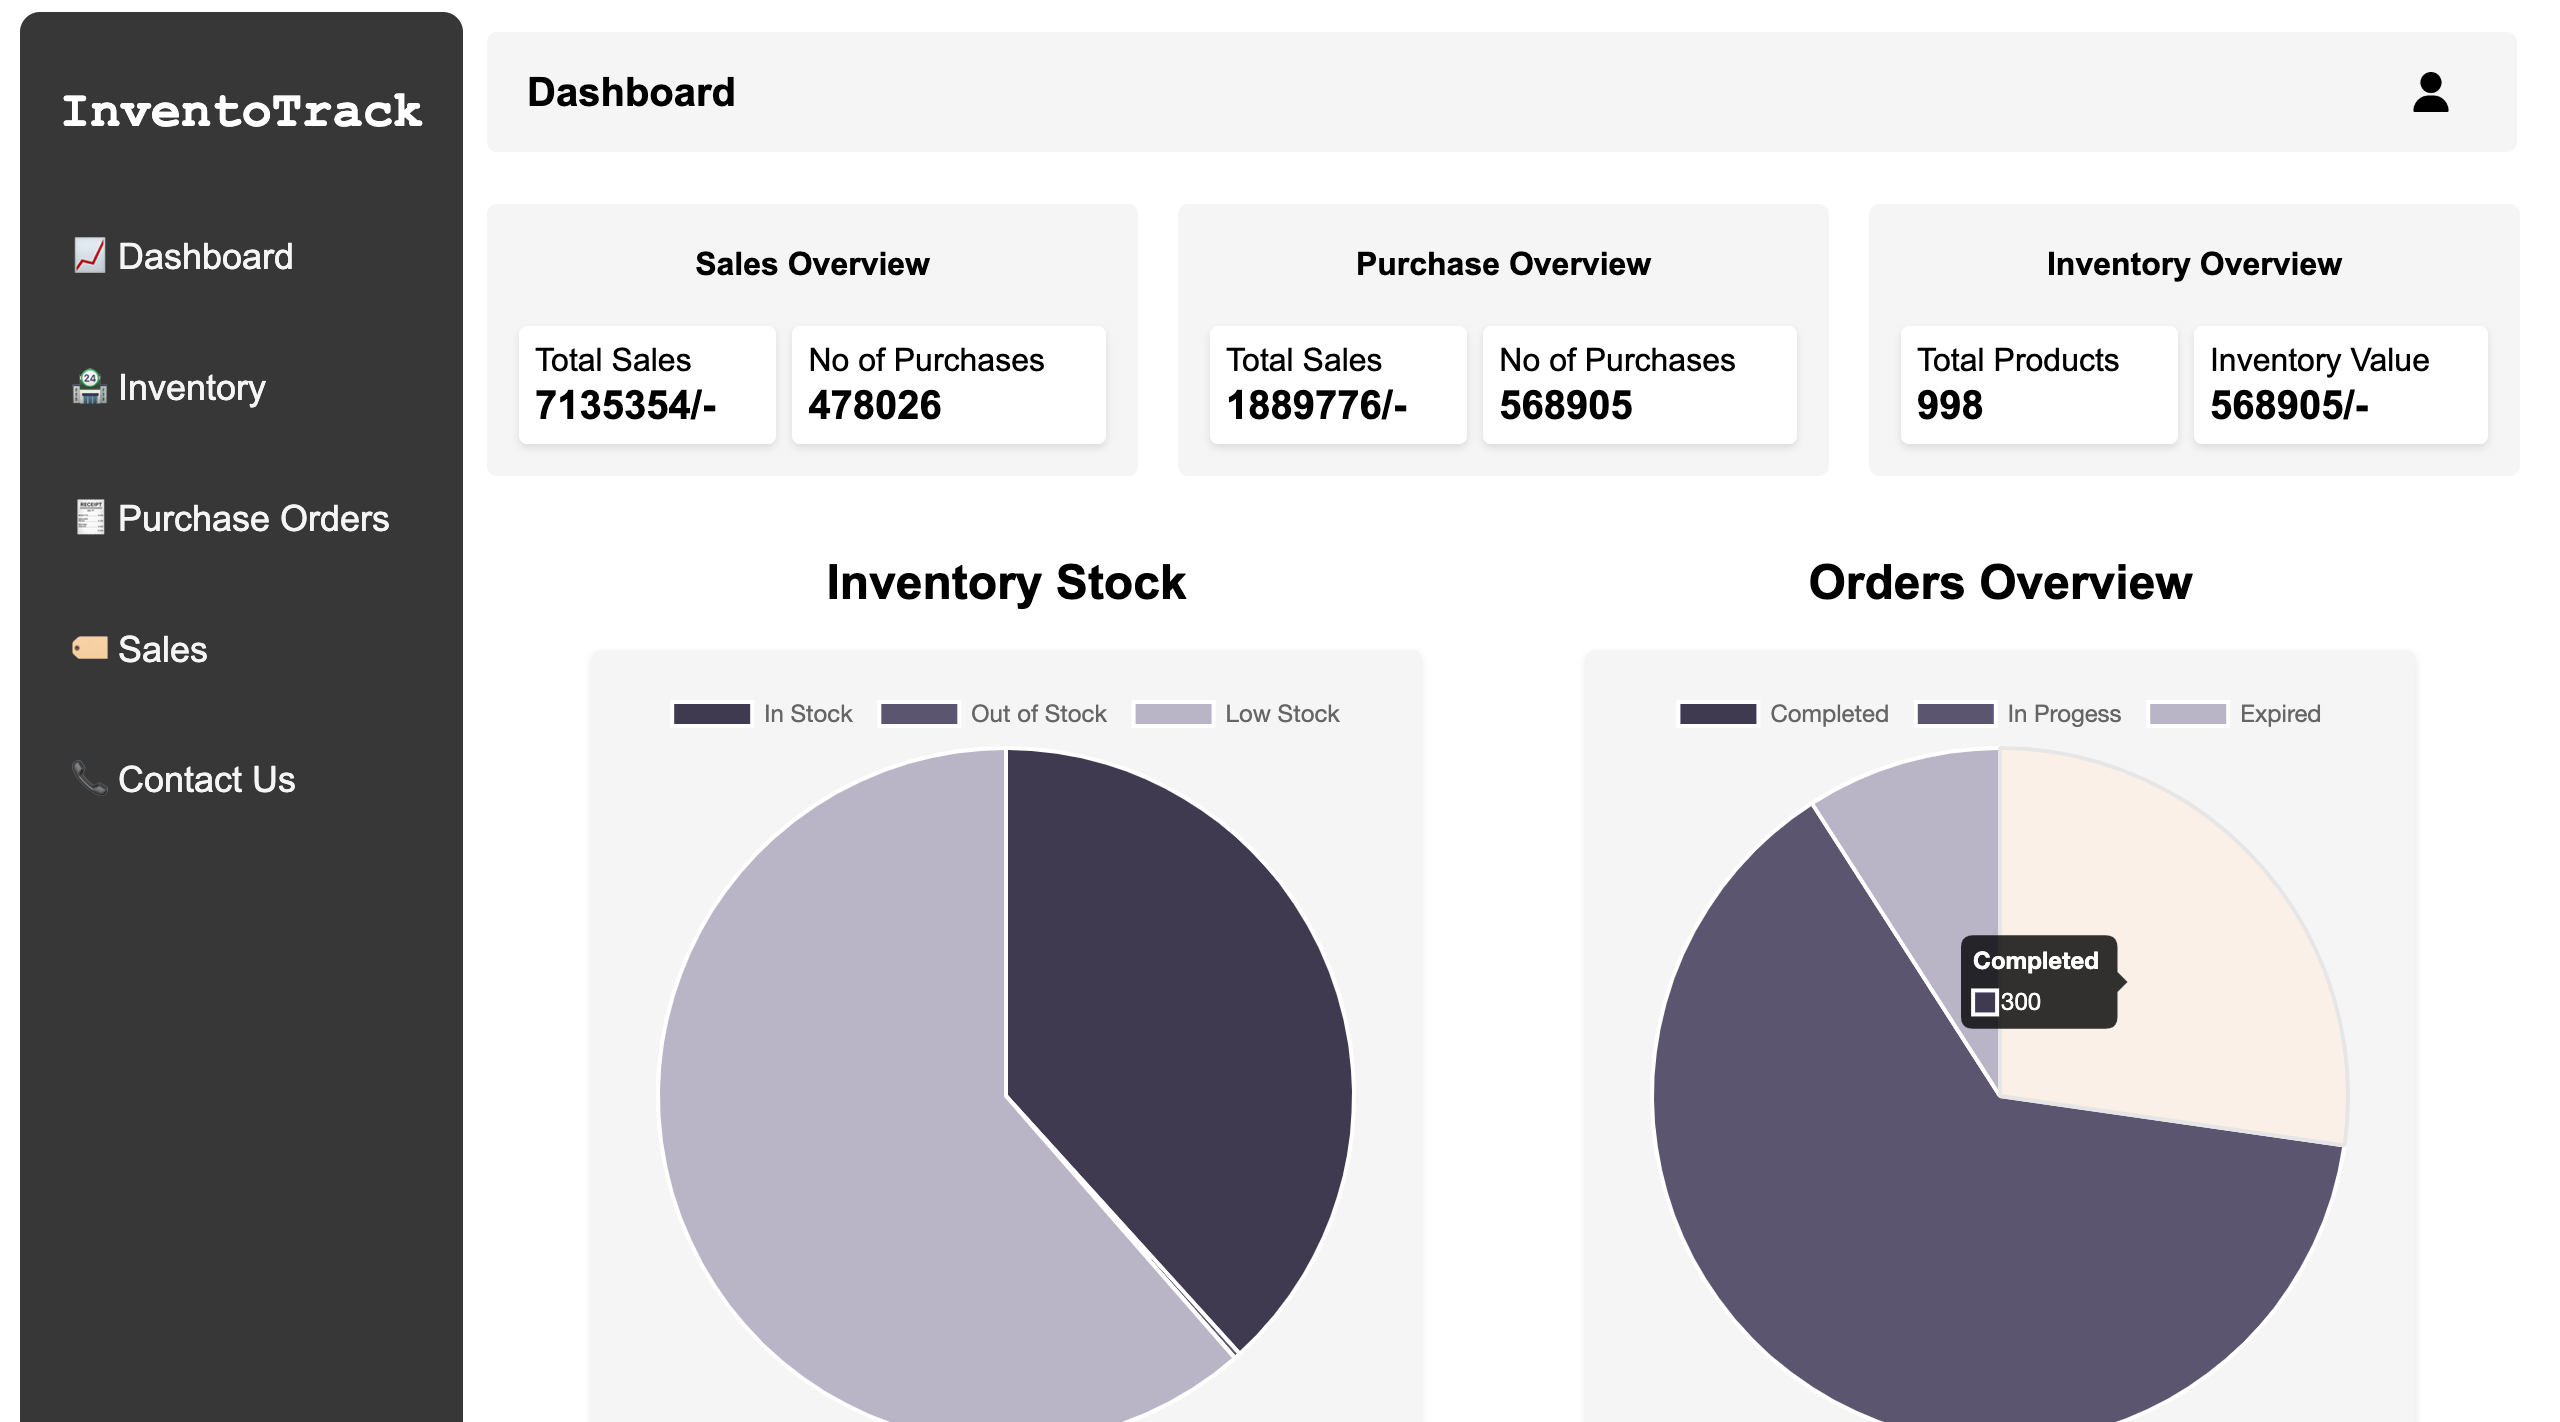 InventoTrack
Dashboard
Inventory
Purchase Orders
Sales
Contact Us
Dashboard
Sales Overview
Total Sales
7135354/-
No of Purchases
478026
Purchase Overview
Total Sales
1889776/-
No of Purchases
568905
Inventory Overview
Total Products
998
Inventory Value
568905/-
Inventory Stock
In Stock Out of Stock Low Stock
Orders Overview
Completed In Progess Expired
Completed
300